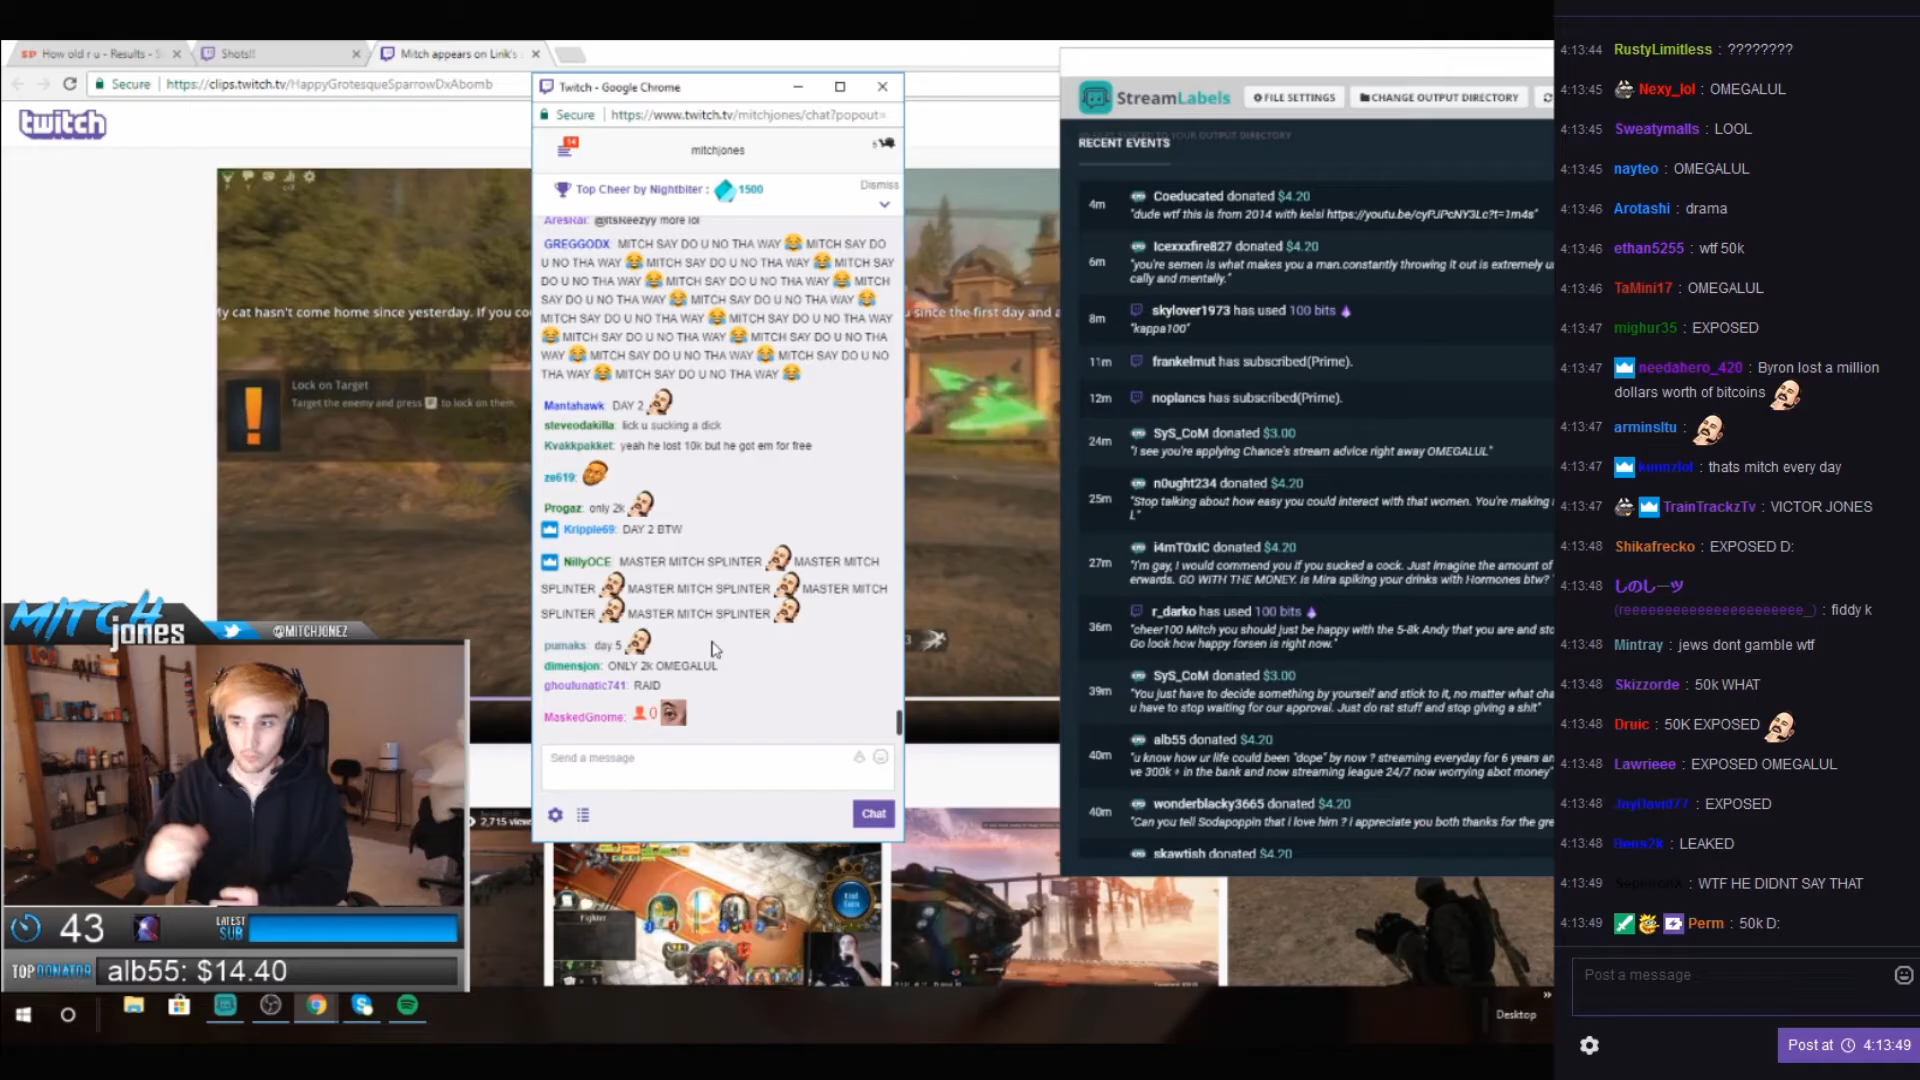 How old r u - Results - S
Shots!!
Mitch appears on Link's
Secure
https://clips.twitch.tv/HappyGrotesqueSparrowDxAbomb
twitch
My cat hasn't come home since yesterday. If you cou
u since the first day and a
Lock on Target
Target the enemy and press F to lock on them.
Twitch - Google Chrome
Secure
https://www.twitch.tv/mitchjones/chat?popout=
14
mitchjones
5
Top Cheer by Nightbiter : 1500
Dismiss
AresKai: @ItsReezyy more lol
GREGGODX: MITCH SAY DO U NO THA WAY 😂 MITCH SAY DO
U NO THA WAY 😂 MITCH SAY DO U NO THA WAY 😂 MITCH SAY
DO U NO THA WAY 😂 MITCH SAY DO U NO THA WAY 😂 MITCH
SAY DO U NO THA WAY 😂 MITCH SAY DO U NO THA WAY 😂
MITCH SAY DO U NO THA WAY 😂 MITCH SAY DO U NO THA WAY
😂 MITCH SAY DO U NO THA WAY 😂 MITCH SAY DO U NO THA
WAY 😂 MITCH SAY DO U NO THA WAY 😂 MITCH SAY DO U NO
THA WAY 😂 MITCH SAY DO U NO THA WAY 😂
Mantahawk: DAY 2
steveodakilla: lick u sucking a dick
Kvakkpakket: yeah he lost 10k but he got em for free
ze619:
Progaz: only 2k
Kripple69: DAY 2 BTW
NillyOCE: MASTER MITCH SPLINTER MASTER MITCH
SPLINTER MASTER MITCH SPLINTER MASTER MITCH
SPLINTER MASTER MITCH SPLINTER
pumaks: day 5
dimensjon: ONLY 2k OMEGALUL
ghoulunatic741: RAID
MaskedGnome: 0
Send a message
Chat
2,715 views
StreamLabels
FILE SETTINGS
CHANGE OUTPUT DIRECTORY
TO YOUR OUTPUT DIRECTORY
RECENT EVENTS
4m
Coeducated donated $4.20
"dude wtf this is from 2014 with kelsi https://youtu.be/cyPJPcNY3Lc?t=1m4s"
6m
Icexxxfire827 donated $4.20
"you're semen is what makes you a man.constantly throwing it out is extremely u
cally and mentally."
8m
skylover1973 has used 100 bits
"kappa100"
11m
frankelmut has subscribed(Prime).
12m
noplancs has subscribed(Prime).
24m
SyS_CoM donated $3.00
"I see you're applying Chance's stream advice right away OMEGALUL"
25m
n0ught234 donated $4.20
"Stop talking about how easy you could interact with that women. You're making
L"
27m
i4mT0xIC donated $4.20
"I'm gay, I would commend you if you sucked a cock. Just imagine the amount of
erwards. GO WITH THE MONEY. Is Mira spiking your drinks with Hormones btw?
36m
r_darko has used 100 bits
"cheer100 Mitch you should just be happy with the 5-8k Andy that you are and sto
Go look how happy forsen is right now."
39m
SyS_CoM donated $3.00
"You just have to decide something by yourself and stick to it, no matter what cha
u have to stop waiting for our approval. Just do rat stuff and stop giving a shit"
40m
alb55 donated $4.20
"u know how ur life could been "dope" by now ? streaming everyday for 6 years an
ve 300k + in the bank and now streaming league 24/7 now worrying abot money"
40m
wonderblacky3665 donated $4.20
"Can you tell Sodapoppin that i love him ? i appreciate you both thanks for the gre
skawtish donated $4.20
MITCH
jones
@MITCHJONEZ
43
LATEST
SUB
TOP DONATOR
alb55: $14.40
Fighter
End
Turn
Desktop
4:13:44 RustyLimitless : ????????
4:13:45 Nexy_lol : OMEGALUL
4:13:45 Sweatymalls : LOOL
4:13:45 nayteo : OMEGALUL
4:13:46 Arotashi : drama
4:13:46 ethan5255 : wtf 50k
4:13:46 TaMini17 : OMEGALUL
4:13:47 mighur35 : EXPOSED
4:13:47 needahero_420 : Byron lost a million
dollars worth of bitcoins
4:13:47 arminsltu :
4:13:47 : thats mitch every day
4:13:47 TrainTrackzTv : VICTOR JONES
4:13:48 Shikafrecko : EXPOSED D:
4:13:48 しのしーツ
(reeeeeeeeeeeeeeeeeeeeee_) : fiddy k
4:13:48 Mintray : jews dont gamble wtf
4:13:48 Skizzorde : 50k WHAT
4:13:48 Druic : 50K EXPOSED
4:13:48 Lawrieee : EXPOSED OMEGALUL
4:13:48 JayDavid77 : EXPOSED
4:13:48 Bens2k : LEAKED
4:13:49 : WTF HE DIDNT SAY THAT
4:13:49 Perm : 50k D:
Post a message
Post at 4:13:49